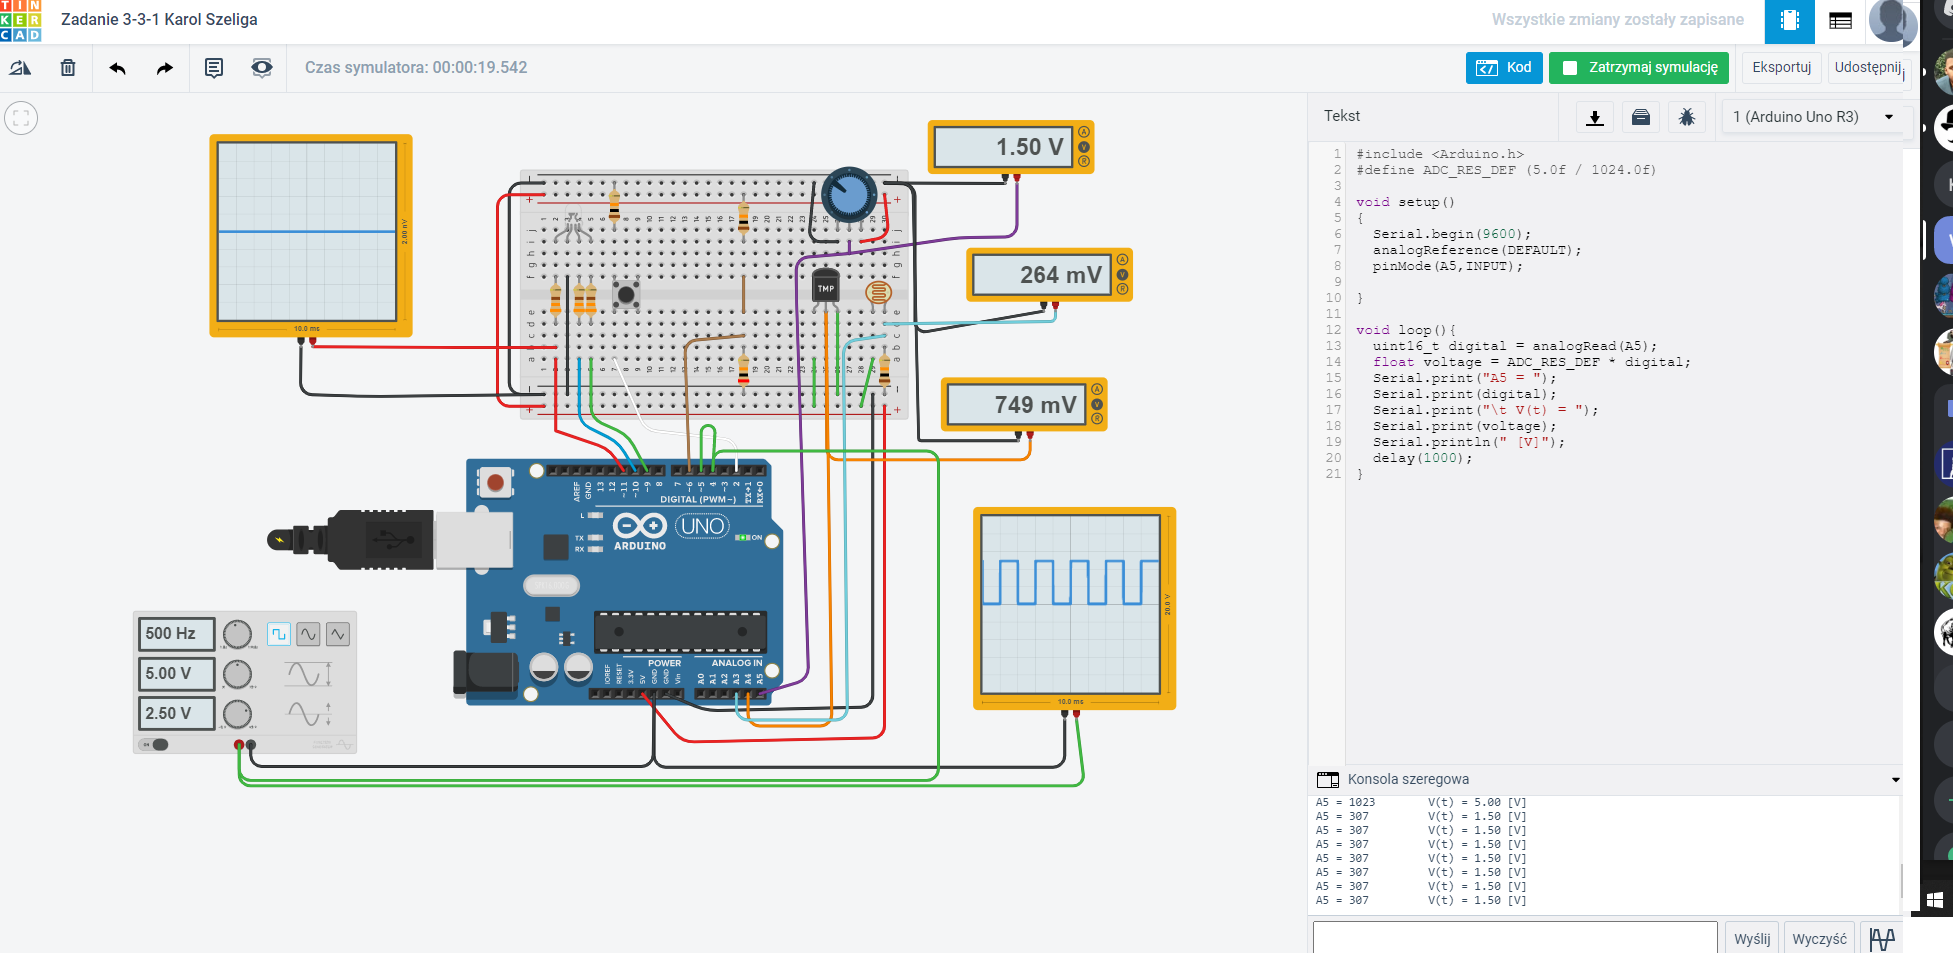 TIN
KER
CAD
Zadanie 3-3-1 Karol Szeliga
Wszystkie zmiany zostały zapisane
Czas symulatora: 00:00:19.542
Kod
Zatrzymaj symulację
Eksportuj
Udostępnij
Tekst
1 (Arduino Uno R3)
1 #include <Arduino.h>
2 #define ADC_RES_DEF (5.0f / 1024.0f)
3
4 void setup()
5 {
6 Serial.begin(9600);
7 analogReference(DEFAULT);
8 pinMode(A5,INPUT);
9
10 }
11
12 void loop(){
13 uint16_t digital = analogRead(A5);
14 float voltage = ADC_RES_DEF * digital;
15 Serial.print("A5 = ");
16 Serial.print(digital);
17 Serial.print("\t V(t) = ");
18 Serial.print(voltage);
19 Serial.println(" [V]");
20 delay(1000);
21 }
1.50 V
A
V
R
264 mV
A
V
R
749 mV
A
V
R
10.0 ms
2.00 nV
TMP
AREF GND 13 12 ~11 ~10 ~9 8 7 ~6 ~5 4 ~3 2 TX→1 RX←0
DIGITAL (PWM~)
L
TX
RX
ARDUINO
UNO
ON
POWER
ANALOG IN
IOREF RESET 3.3V 5V GND GND Vin A0 A1 A2 A3 A4 A5
500 Hz
5.00 V
2.50 V
10.0 ms
20.0 V
Konsola szeregowa
A5 = 1023 V(t) = 5.00 [V]
A5 = 307 V(t) = 1.50 [V]
A5 = 307 V(t) = 1.50 [V]
A5 = 307 V(t) = 1.50 [V]
A5 = 307 V(t) = 1.50 [V]
A5 = 307 V(t) = 1.50 [V]
A5 = 307 V(t) = 1.50 [V]
A5 = 307 V(t) = 1.50 [V]
Wyślij
Wyczyść